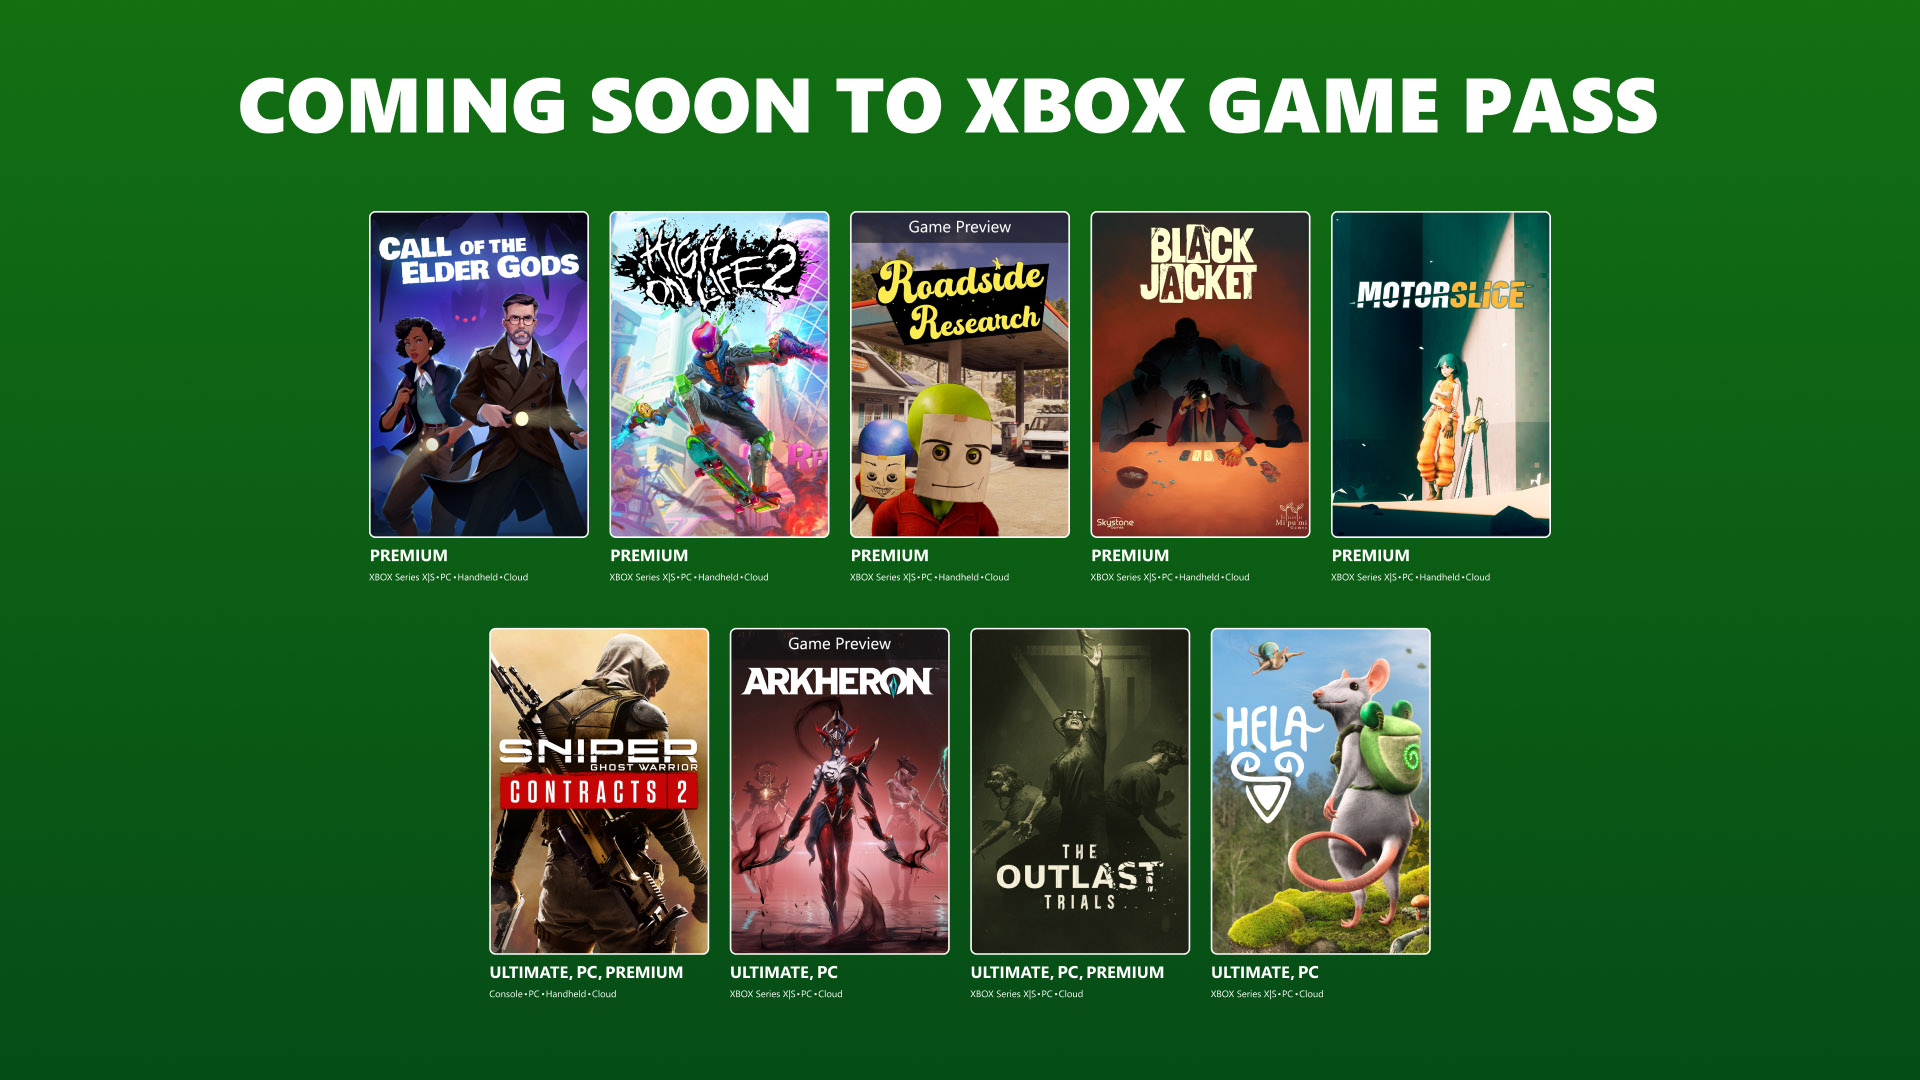 COMING SOON TO XBOX GAME PASS
CALL OF THE
ELDER GODS
HIGH
ON LIFE 2
Game Preview
Roadside
Research
BLACK
JACKET
Skystone
Games
Mipumi
Games
MOTORSLICE
PREMIUM
XBOX Series X|S•PC•Handheld•Cloud
PREMIUM
XBOX Series X|S•PC•Handheld•Cloud
PREMIUM
XBOX Series X|S•PC•Handheld•Cloud
PREMIUM
XBOX Series X|S•PC•Handheld•Cloud
PREMIUM
XBOX Series X|S•PC•Handheld•Cloud
SNIPER
GHOST WARRIOR
CONTRACTS 2
Game Preview
ARKHERON
THE
OUTLAST
TRIALS
HELA
ULTIMATE, PC, PREMIUM
Console•PC•Handheld•Cloud
ULTIMATE, PC
XBOX Series X|S•PC•Cloud
ULTIMATE, PC, PREMIUM
XBOX Series X|S•PC•Cloud
ULTIMATE, PC
XBOX Series X|S•PC•Cloud